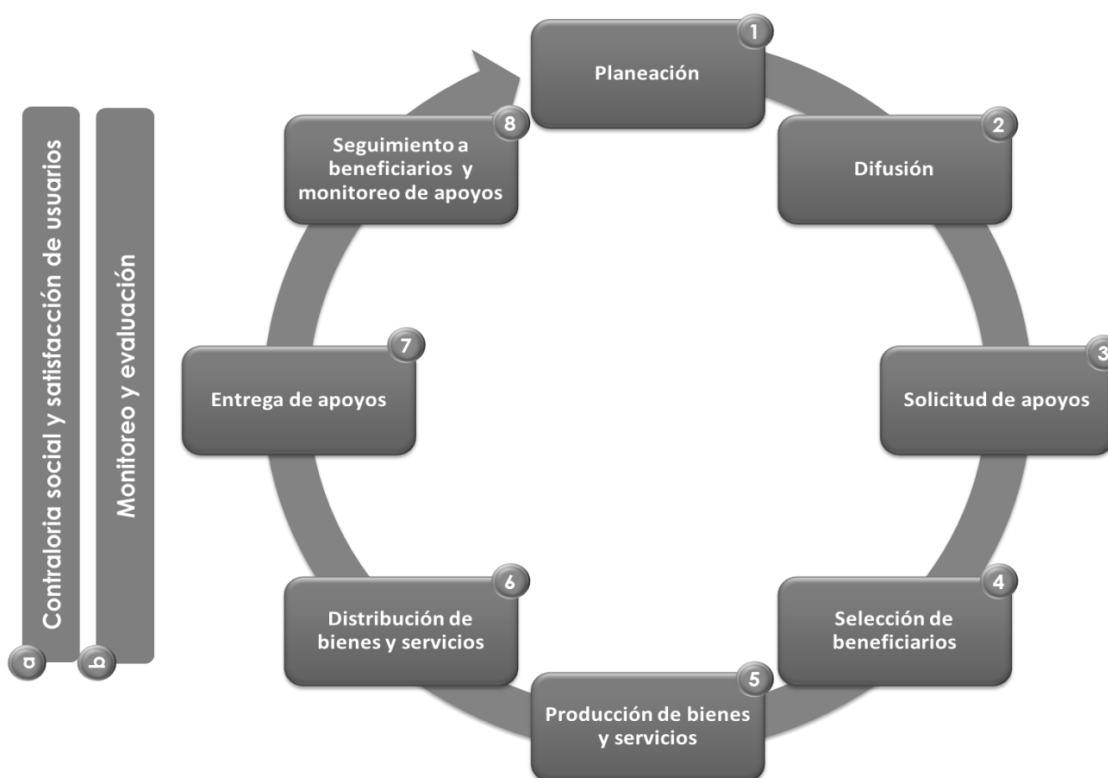 1
Planeación
2
Difusión
3
Solicitud de apoyos
4
Selección de
beneficiarios
5
Producción de bienes
y servicios
6
Distribución de
bienes y servicios
7
Entrega de apoyos
8
Seguimiento a
beneficiarios y
monitoreo de apoyos
a
Contraloria social y satisfacción de usuarios
b
Monitoreo y evaluación